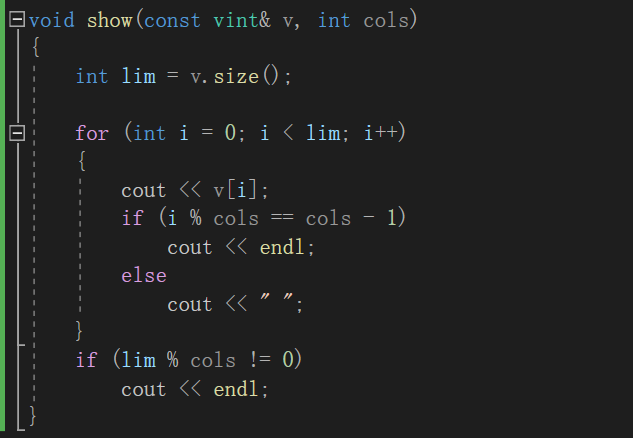 void show(const vint& v, int cols)
{
    int lim = v.size();

    for (int i = 0; i < lim; i++)
    {
        cout << v[i];
        if (i % cols == cols - 1)
            cout << endl;
        else
            cout << " ";
    }
    if (lim % cols != 0)
        cout << endl;
}